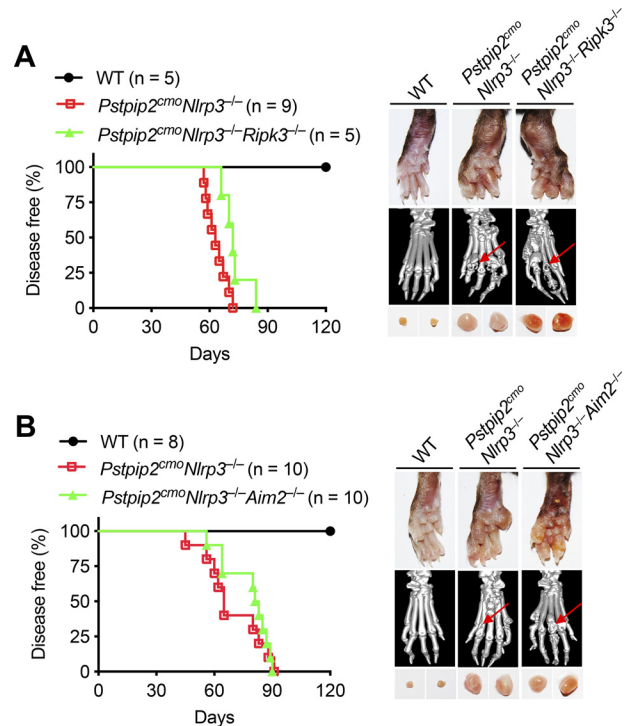 A
WT (n = 5)
Pstpip2cmoNlrp3–/– (n = 9)
Pstpip2cmoNlrp3–/–Ripk3–/– (n = 5)
Disease free (%)
100
75
50
25
0
0 30 60 90 120
Days
WT
Pstpip2cmo
Nlrp3–/–
Pstpip2cmo
Nlrp3–/–Ripk3–/–
B
WT (n = 8)
Pstpip2cmoNlrp3–/– (n = 10)
Pstpip2cmoNlrp3–/–Aim2–/– (n = 10)
Disease free (%)
100
75
50
25
0
0 30 60 90 120
Days
WT
Pstpip2cmo
Nlrp3–/–
Pstpip2cmo
Nlrp3–/–Aim2–/–